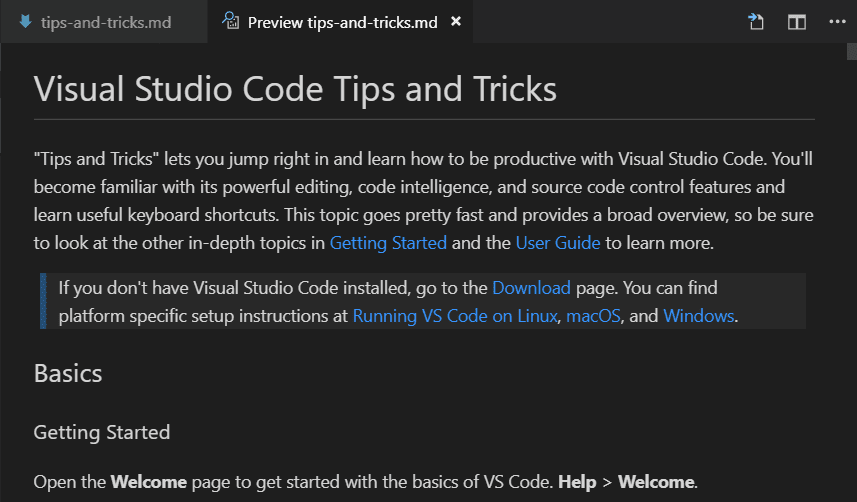 tips-and-tricks.md
Preview tips-and-tricks.md
Visual Studio Code Tips and Tricks
"Tips and Tricks" lets you jump right in and learn how to be productive with Visual Studio Code. You'll
become familiar with its powerful editing, code intelligence, and source code control features and
learn useful keyboard shortcuts. This topic goes pretty fast and provides a broad overview, so be sure
to look at the other in-depth topics in Getting Started and the User Guide to learn more.
If you don't have Visual Studio Code installed, go to the Download page. You can find
platform specific setup instructions at Running VS Code on Linux, macOS, and Windows.
Basics
Getting Started
Open the Welcome page to get started with the basics of VS Code. Help > Welcome.